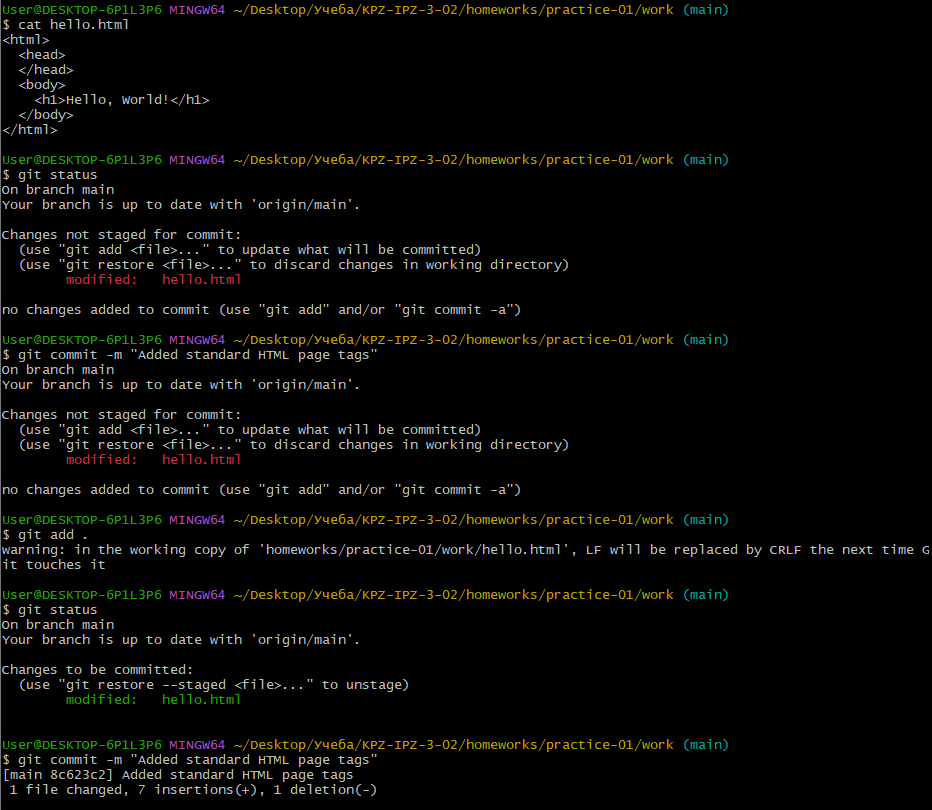 User@DESKTOP-6P1L3P6 MINGW64 ~/Desktop/Учеба/KPZ-IPZ-3-02/homeworks/practice-01/work (main)
$ cat hello.html
<html>
  <head>
  </head>
  <body>
    <h1>Hello, World!</h1>
  </body>
</html>

User@DESKTOP-6P1L3P6 MINGW64 ~/Desktop/Учеба/KPZ-IPZ-3-02/homeworks/practice-01/work (main)
$ git status
On branch main
Your branch is up to date with 'origin/main'.

Changes not staged for commit:
  (use "git add <file>..." to update what will be committed)
  (use "git restore <file>..." to discard changes in working directory)
        modified:   hello.html

no changes added to commit (use "git add" and/or "git commit -a")

User@DESKTOP-6P1L3P6 MINGW64 ~/Desktop/Учеба/KPZ-IPZ-3-02/homeworks/practice-01/work (main)
$ git commit -m "Added standard HTML page tags"
On branch main
Your branch is up to date with 'origin/main'.

Changes not staged for commit:
  (use "git add <file>..." to update what will be committed)
  (use "git restore <file>..." to discard changes in working directory)
        modified:   hello.html

no changes added to commit (use "git add" and/or "git commit -a")

User@DESKTOP-6P1L3P6 MINGW64 ~/Desktop/Учеба/KPZ-IPZ-3-02/homeworks/practice-01/work (main)
$ git add .
warning: in the working copy of 'homeworks/practice-01/work/hello.html', LF will be replaced by CRLF the next time G
it touches it

User@DESKTOP-6P1L3P6 MINGW64 ~/Desktop/Учеба/KPZ-IPZ-3-02/homeworks/practice-01/work (main)
$ git status
On branch main
Your branch is up to date with 'origin/main'.

Changes to be committed:
  (use "git restore --staged <file>..." to unstage)
        modified:   hello.html

User@DESKTOP-6P1L3P6 MINGW64 ~/Desktop/Учеба/KPZ-IPZ-3-02/homeworks/practice-01/work (main)
$ git commit -m "Added standard HTML page tags"
[main 8c623c2] Added standard HTML page tags
 1 file changed, 7 insertions(+), 1 deletion(-)